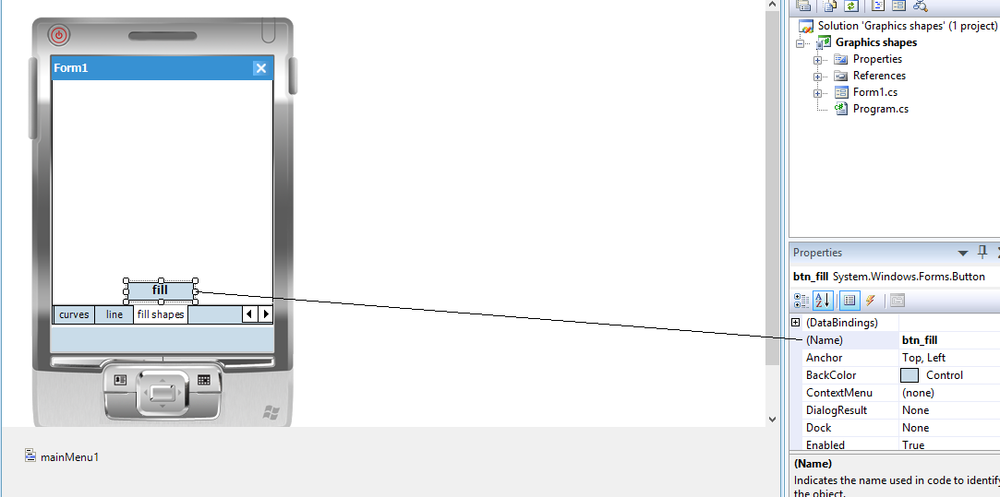 Form1
fill
curves line fill shapes
mainMenu1
Solution 'Graphics shapes' (1 project)
Graphics shapes
Properties
References
Form1.cs
Program.cs
Properties
btn_fill System.Windows.Forms.Button
(DataBindings)
(Name) btn_fill
Anchor Top, Left
BackColor Control
ContextMenu (none)
DialogResult None
Dock None
Enabled True
(Name)
Indicates the name used in code to identify
the object.